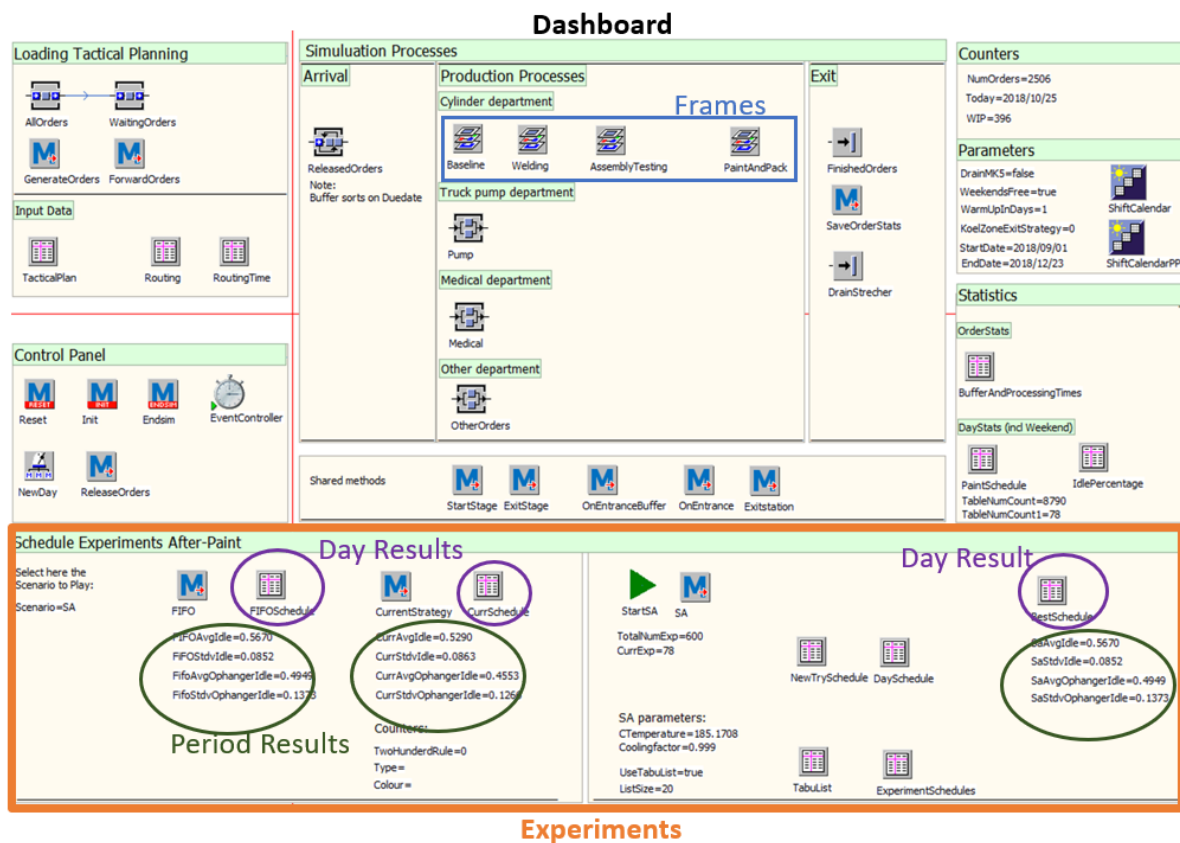 Dashboard
Loading Tactical Planning
AllOrders
WaitingOrders
GenerateOrders
ForwardOrders
Input Data
TacticalPlan
Routing
RoutingTime
Control Panel
RESET
INIT
ENDSIM
Reset
Init
Endsim
EventController
NewDay
ReleaseOrders
Simuluation Processes
Arrival
ReleasedOrders
Note:
Buffer sorts on Duedate
Production Processes
Cylinder department
Frames
Baseline
Welding
AssemblyTesting
PaintAndPack
Truck pump department
Pump
Medical department
Medical
Other department
OtherOrders
Exit
FinishedOrders
SaveOrderStats
DrainStrecher
Shared methods
StartStage
ExitStage
OnEntranceBuffer
OnEntrance
Exitstation
Counters
NumOrders=2506
Today=2018/10/25
WIP=396
Parameters
DrainMK5=false
WeekendsFree=true
WarmUpInDays=1
KoelZoneExitStrategy=0
StartDate=2018/09/01
EndDate=2018/12/23
ShiftCalendar
ShiftCalendarPP
Statistics
OrderStats
BufferAndProcessingTimes
DayStats (incl Weekend)
PaintSchedule
IdlePercentage
TableNumCount=8790
TableNumCount1=78
Schedule Experiments After-Paint
Select here the
Scenario to Play:
Scenario=SA
Day Results
FIFO
FIFOSchedule
FIFOAvgIdle=0.5670
FiFOStdvIdle=0.0852
FifoAvgOphangerIdle=0.4949
FifoStdvOphangerIdle=0.1373
Period Results
CurrentStrategy
CurrSchedule
CurrAvgIdle=0.5290
CurrStdvIdle=0.0863
CurrAvgOphangerIdle=0.4553
CurrStdvOphangerIdle=0.1260
Counters:
TwoHunderdRule=0
Type=
Colour=
StartSA
SA
TotalNumExp=600
CurrExp=78
SA parameters:
CTemperature=185.1708
Coolingfactor=0.999
UseTabuList=true
ListSize=20
NewTrySchedule
DaySchedule
TabuList
ExperimentSchedules
Day Result
BestSchedule
SaAvgIdle=0.5670
SaStdvIdle=0.0852
SaAvgOphangerIdle=0.4949
SaStdvOphangerIdle=0.1373
Experiments